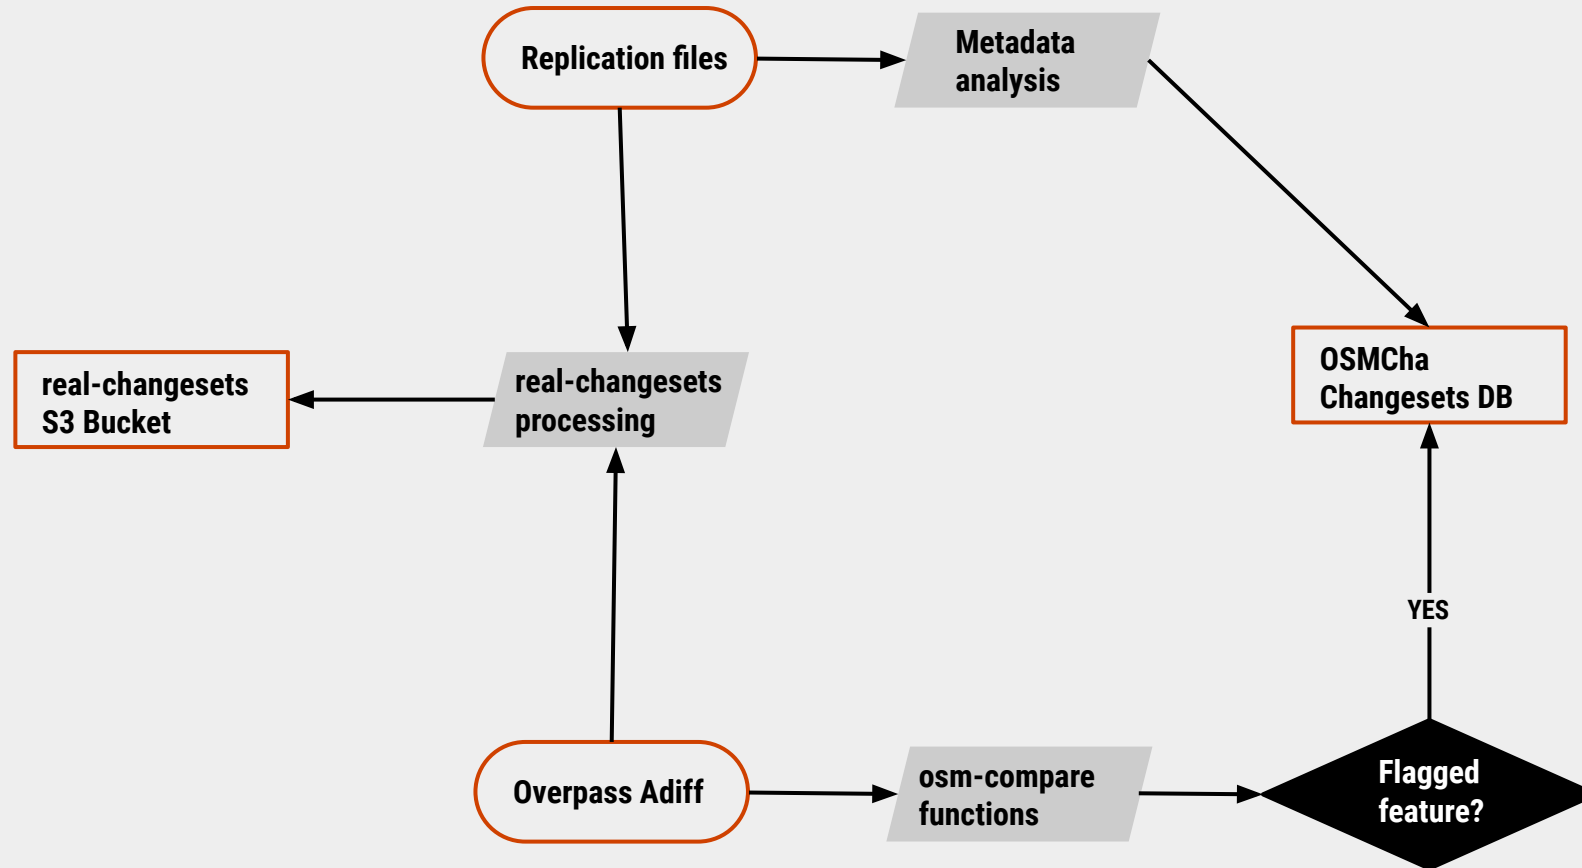 Replication files
Metadata
analysis
real-changesets
S3 Bucket
real-changesets
processing
OSMCha
Changesets DB
YES
Overpass Adiff
osm-compare
functions
Flagged
feature?